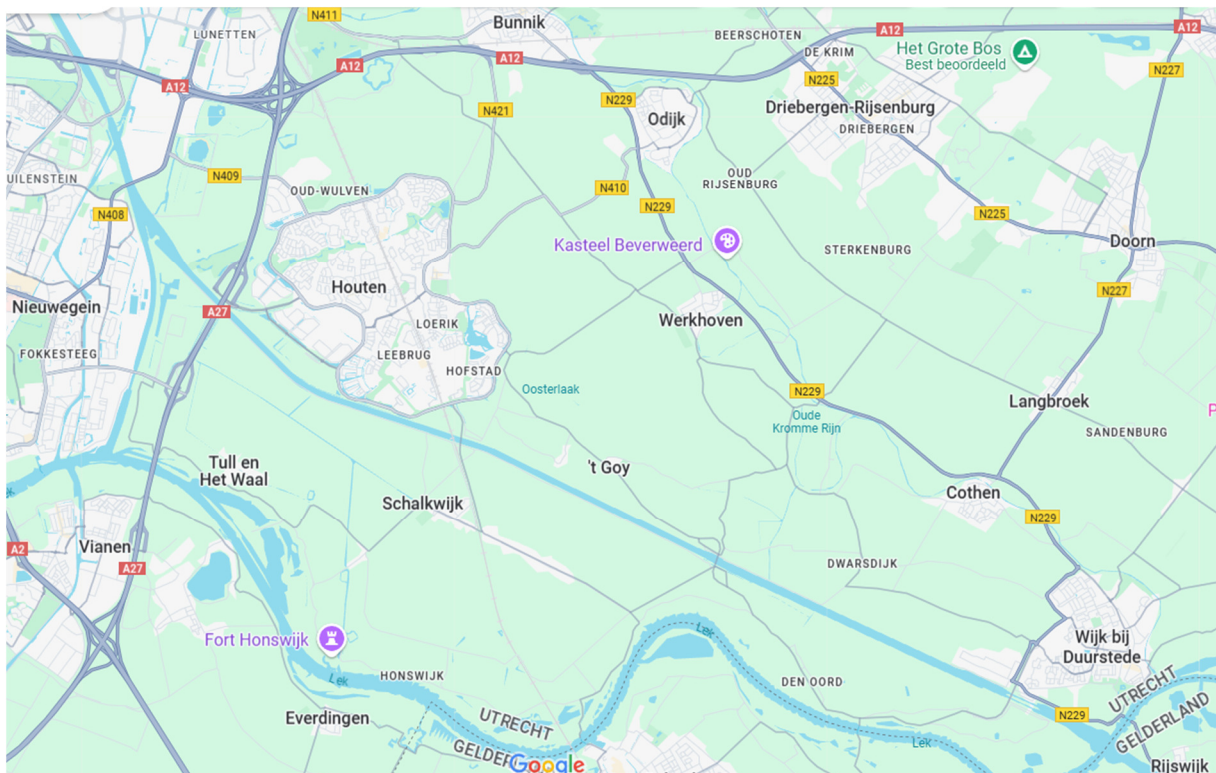 N411
Bunnik
LUNETTEN
BEERSCHOTEN
A12
A12
A12
A12
A12
DE KRIM
Het Grote Bos
Best beoordeeld
N225
N227
N421
N229
Odijk
Driebergen-Rijsenburg
DRIEBERGEN
UILENSTEIN
N409
OUD-WULVEN
N410
OUD
RIJSENBURG
N408
N229
N225
Kasteel Beverweerd
STERKENBURG
Doorn
Houten
N227
Nieuwegein
A27
LOERIK
Werkhoven
FOKKESTEEG
LEEBRUG
HOFSTAD
Oosterlaak
N229
Langbroek
P
Oude
Kromme Rijn
SANDENBURG
Tull en
Het Waal
't Goy
Lek
Schalkwijk
Cothen
N229
A2
Vianen
A27
DWARSDIJK
Fort Honswijk
Lek
Wijk bij
Duurstede
Lek
HONSWIJK
DEN OORD
UTRECHT
Everdingen
UTRECHT
N229
GELDERLAND
Lek
GELDER
Google
Rijswijk